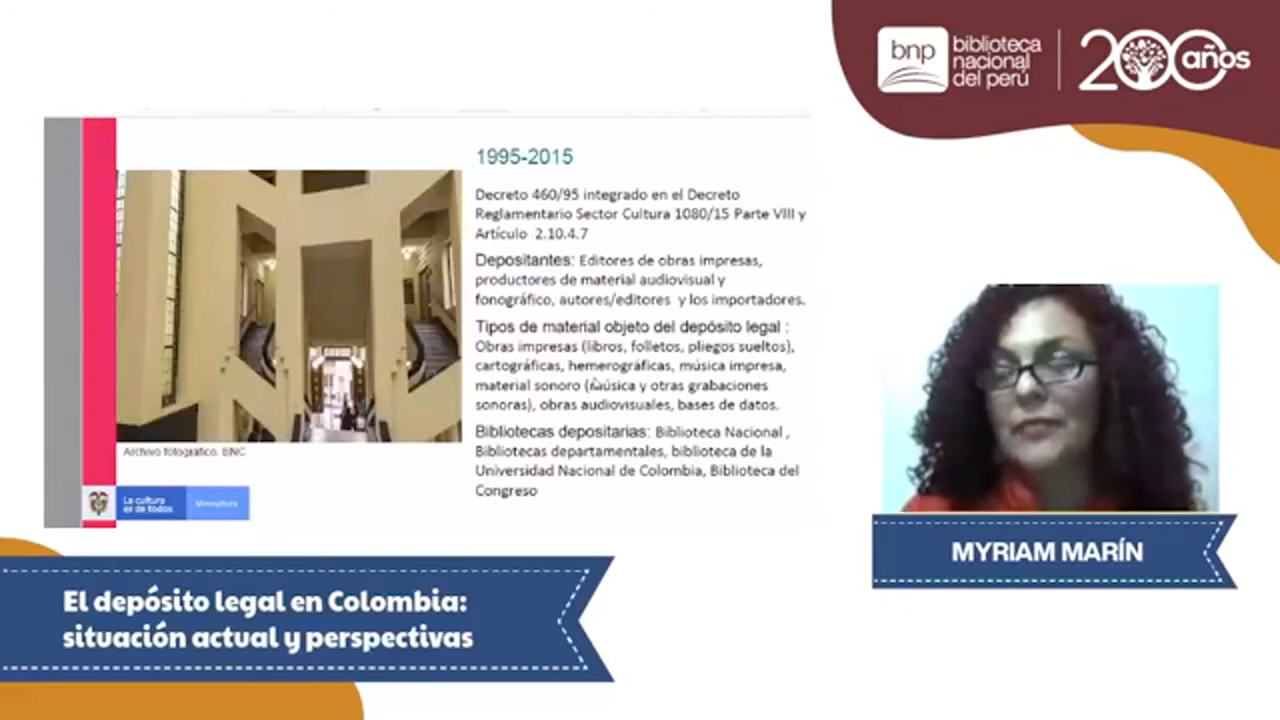 bnp
biblioteca
nacional
del perú
200 años
1995-2015
Decreto 460/95 integrado en el Decreto
Reglamentario Sector Cultura 1080/15 Parte VIII y
Artículo 2.10.4.7
Depositantes: Editores de obras impresas,
productores de material audiovisual y
fonográfico, autores/editores y los importadores.
Tipos de material objeto del depósito legal :
Obras impresas (libros, folletos, pliegos sueltos),
cartográficas, hemerográficas, música impresa,
material sonoro (música y otras grabaciones
sonoras), obras audiovisuales, bases de datos.
Bibliotecas depositarias: Biblioteca Nacional ,
Bibliotecas departamentales, biblioteca de la
Universidad Nacional de Colombia, Biblioteca del
Congreso
Archivo fotográfico. BNC
La cultura
es de todos
Mincultura
MYRIAM MARÍN
El depósito legal en Colombia:
situación actual y perspectivas